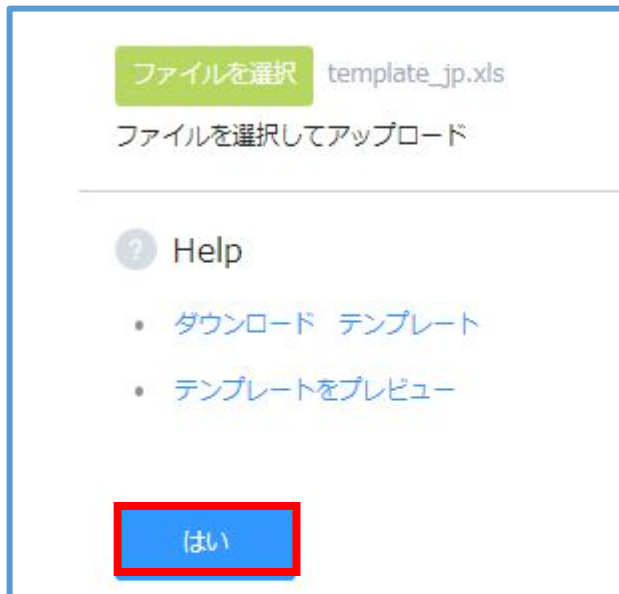 ファイルを選択 template_jp.xls
ファイルを選択してアップロード
? Help
• ダウンロード テンプレート
• テンプレートをプレビュー
はい